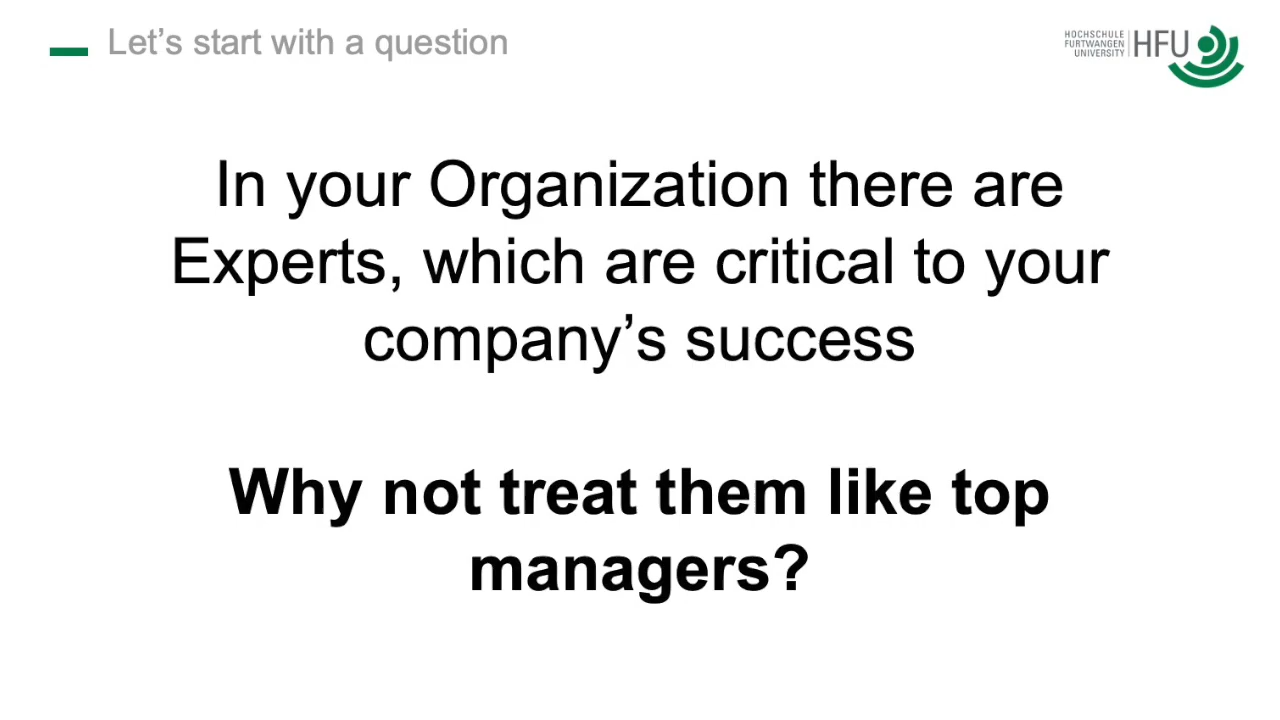 Let’s start with a question
HOCHSCHULE
FURTWANGEN
UNIVERSITY
HFU
In your Organization there are
Experts, which are critical to your
company’s success
Why not treat them like top
managers?